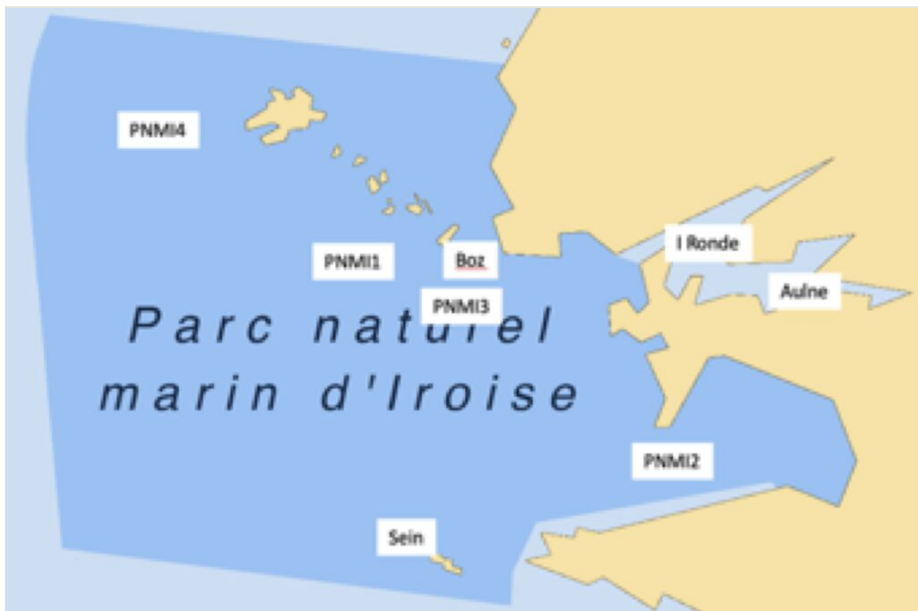 PNMI4
I Ronde
PNMI1
Boz
Aulne
PNMI3
Parc naturel
marin d'Iroise
PNMI2
Sein